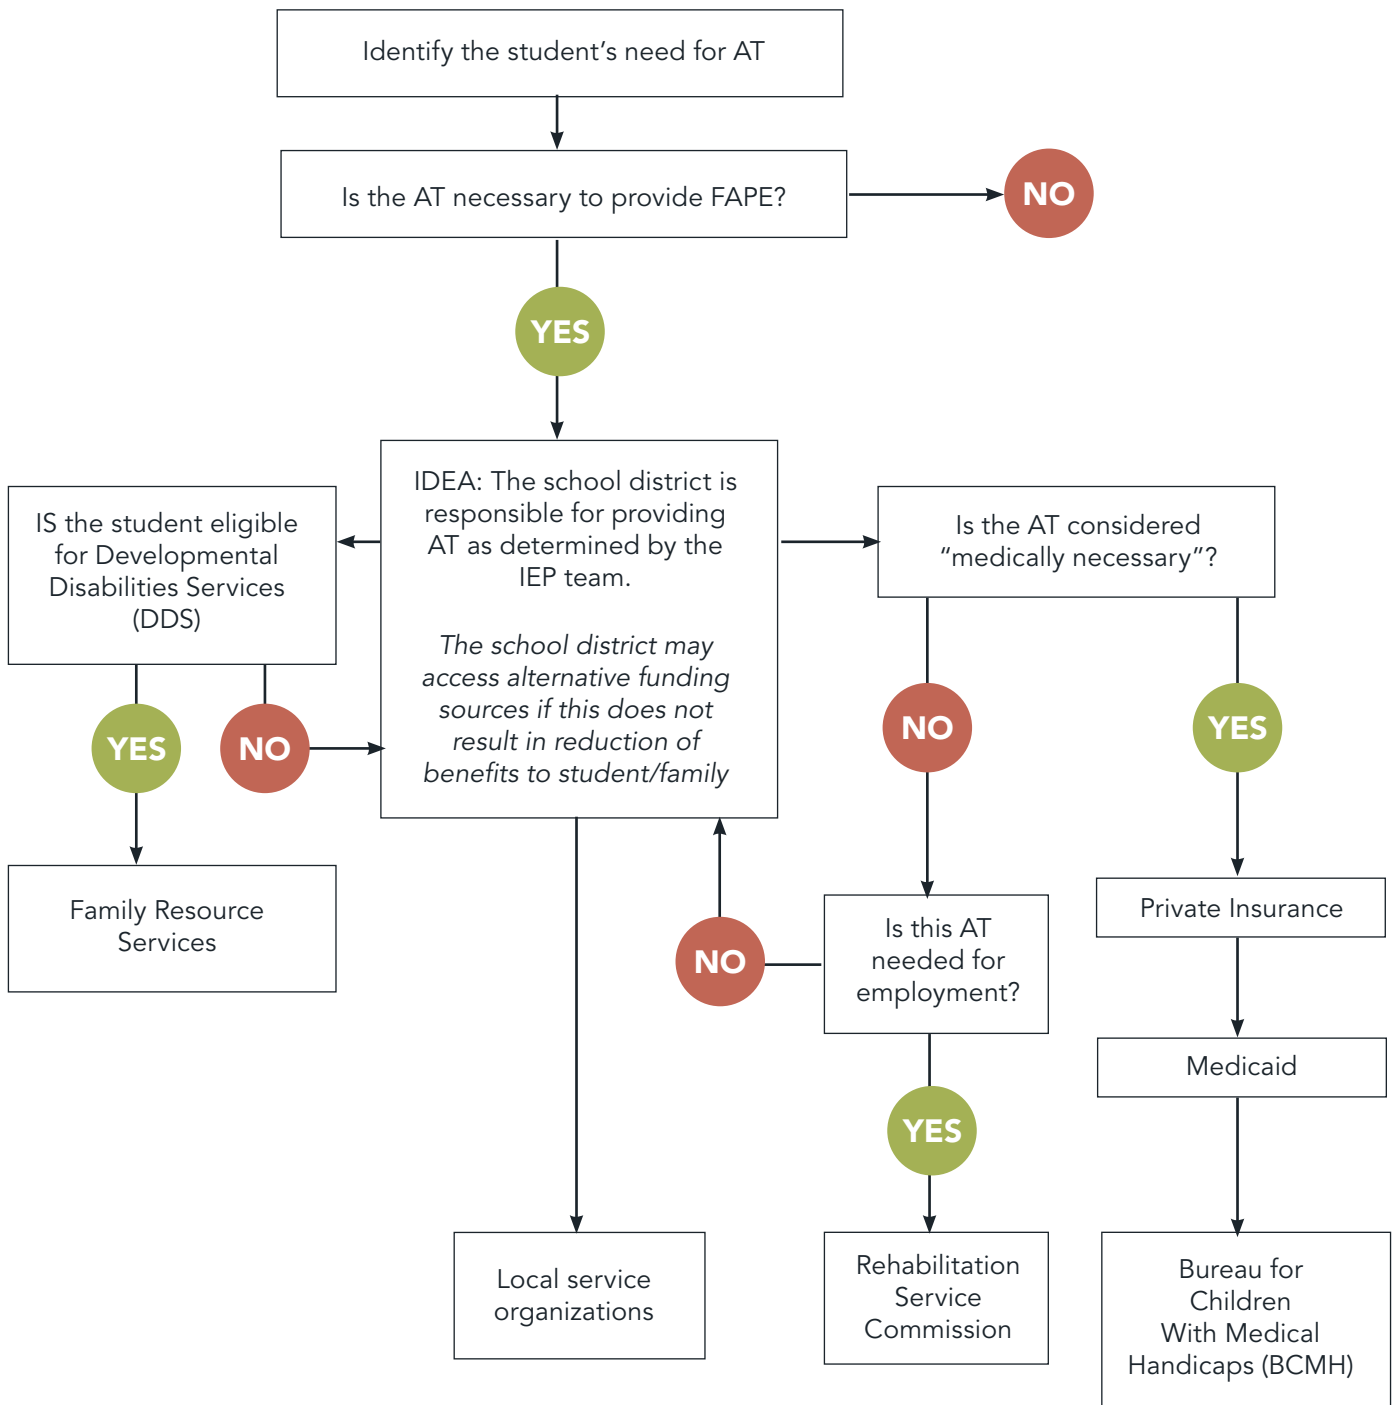 Identify the student’s need for AT
Is the AT necessary to provide FAPE?
NO
YES
IDEA: The school district is
responsible for providing
AT as determined by the
IEP team.
The school district may
access alternative funding
sources if this does not
result in reduction of
benefits to student/family
IS the student eligible
for Developmental
Disabilities Services
(DDS)
YES
NO
Family Resource
Services
Is the AT considered
“medically necessary”?
NO
YES
Is this AT
needed for
employment?
NO
YES
Private Insurance
Medicaid
Local service
organizations
Rehabilitation
Service
Commission
Bureau for
Children
With Medical
Handicaps (BCMH)